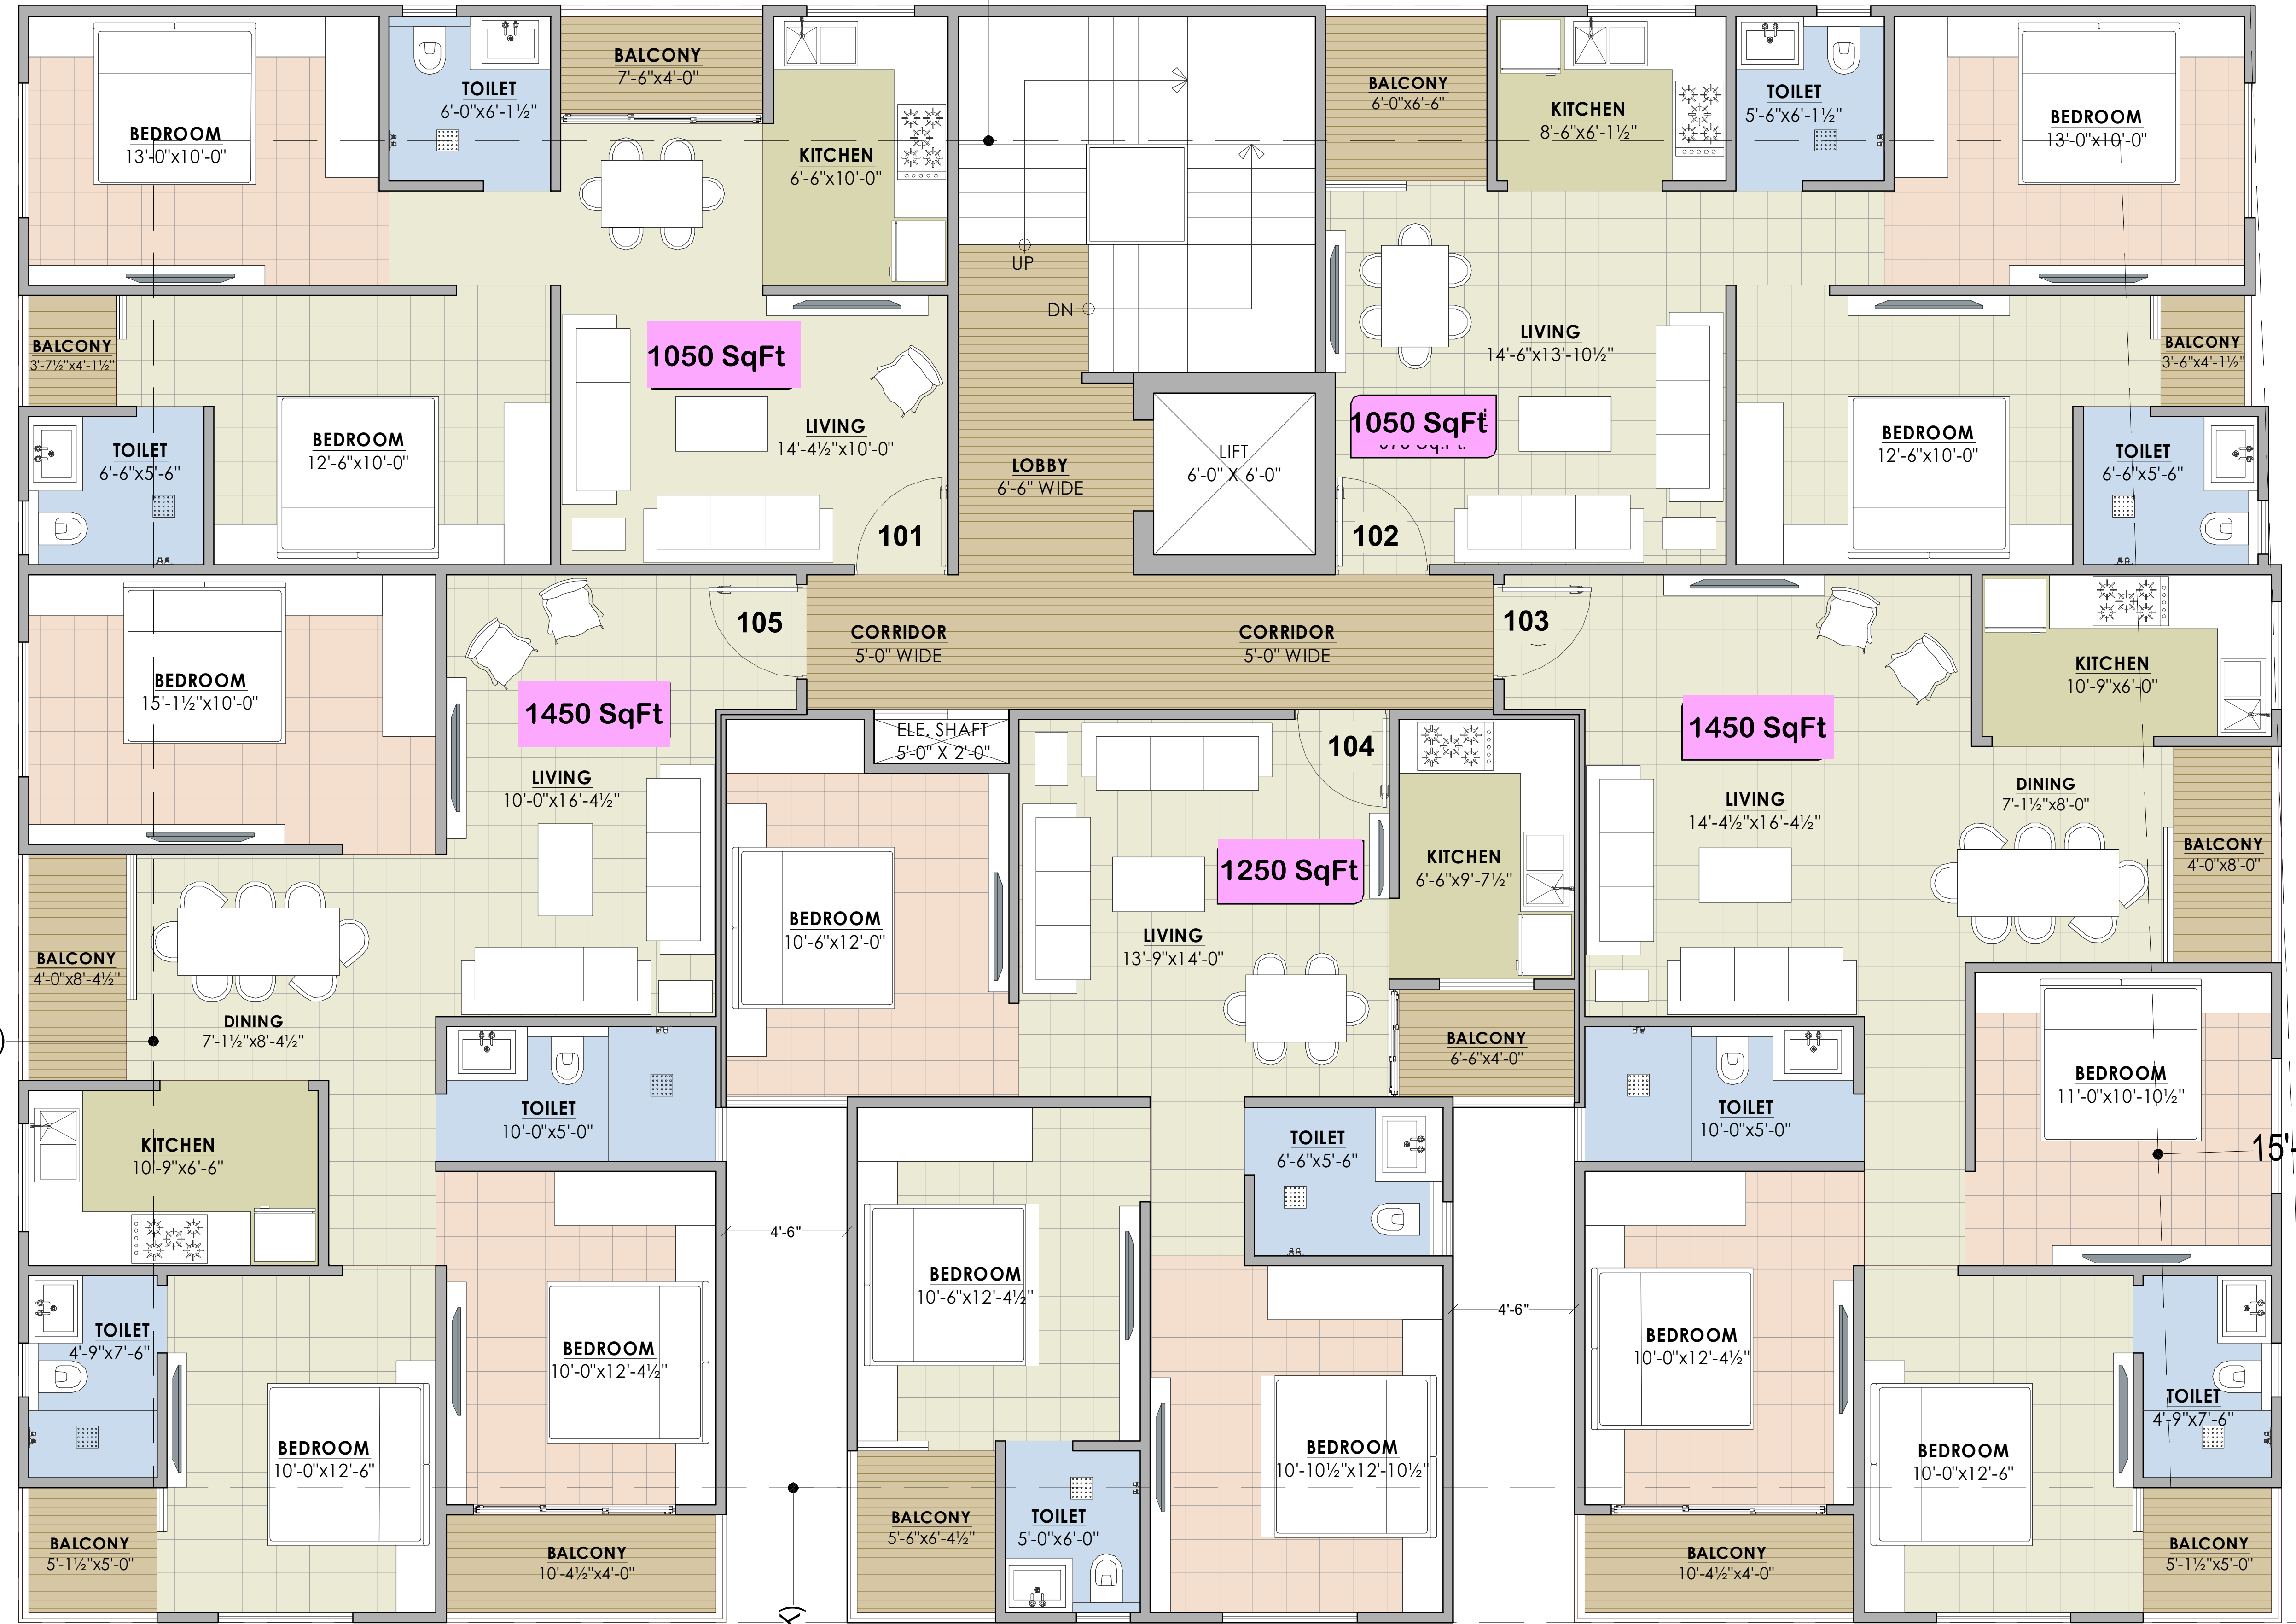 BEDROOM
13'-0"x10'-0"
TOILET
6'-0"x6'-1½"
BALCONY
7'-6"x4'-0"
KITCHEN
6'-6"x10'-0"
UP
DN
BALCONY
6'-0"x6'-6"
KITCHEN
8'-6"x6'-1½"
TOILET
5'-6"x6'-1½"
BEDROOM
13'-0"x10'-0"
BALCONY
3'-7½"x4'-1½"
TOILET
6'-6"x5'-6"
BEDROOM
12'-6"x10'-0"
1050 SqFt
LIVING
14'-4½"x10'-0"
101
LOBBY
6'-6" WIDE
LIFT
6'-0" X 6'-0"
LIVING
14'-6"x13'-10½"
1050 SqFt
102
BEDROOM
12'-6"x10'-0"
BALCONY
3'-6"x4'-1½"
TOILET
6'-6"x5'-6"
BEDROOM
15'-1½"x10'-0"
105
1450 SqFt
LIVING
10'-0"x16'-4½"
CORRIDOR
5'-0" WIDE
CORRIDOR
5'-0" WIDE
103
1450 SqFt
LIVING
14'-4½"x16'-4½"
KITCHEN
10'-9"x6'-0"
DINING
7'-1½"x8'-0"
BALCONY
4'-0"x8'-0"
ELE. SHAFT
5'-0" X 2'-0"
104
BEDROOM
10'-6"x12'-0"
1250 SqFt
LIVING
13'-9"x14'-0"
KITCHEN
6'-6"x9'-7½"
BALCONY
6'-6"x4'-0"
BALCONY
4'-0"x8'-4½"
DINING
7'-1½"x8'-4½"
TOILET
10'-0"x5'-0"
KITCHEN
10'-9"x6'-6"
TOILET
6'-6"x5'-6"
TOILET
10'-0"x5'-0"
BEDROOM
11'-0"x10'-10½"
15'-
4'-6"
4'-6"
TOILET
4'-9"x7'-6"
BEDROOM
10'-0"x12'-6"
BEDROOM
10'-0"x12'-4½"
BEDROOM
10'-6"x12'-4½"
BEDROOM
10'-10½"x12'-10½"
BEDROOM
10'-0"x12'-4½"
BEDROOM
10'-0"x12'-6"
TOILET
4'-9"x7'-6"
BALCONY
5'-1½"x5'-0"
BALCONY
10'-4½"x4'-0"
BALCONY
5'-6"x6'-4½"
TOILET
5'-0"x6'-0"
BALCONY
10'-4½"x4'-0"
BALCONY
5'-1½"x5'-0"